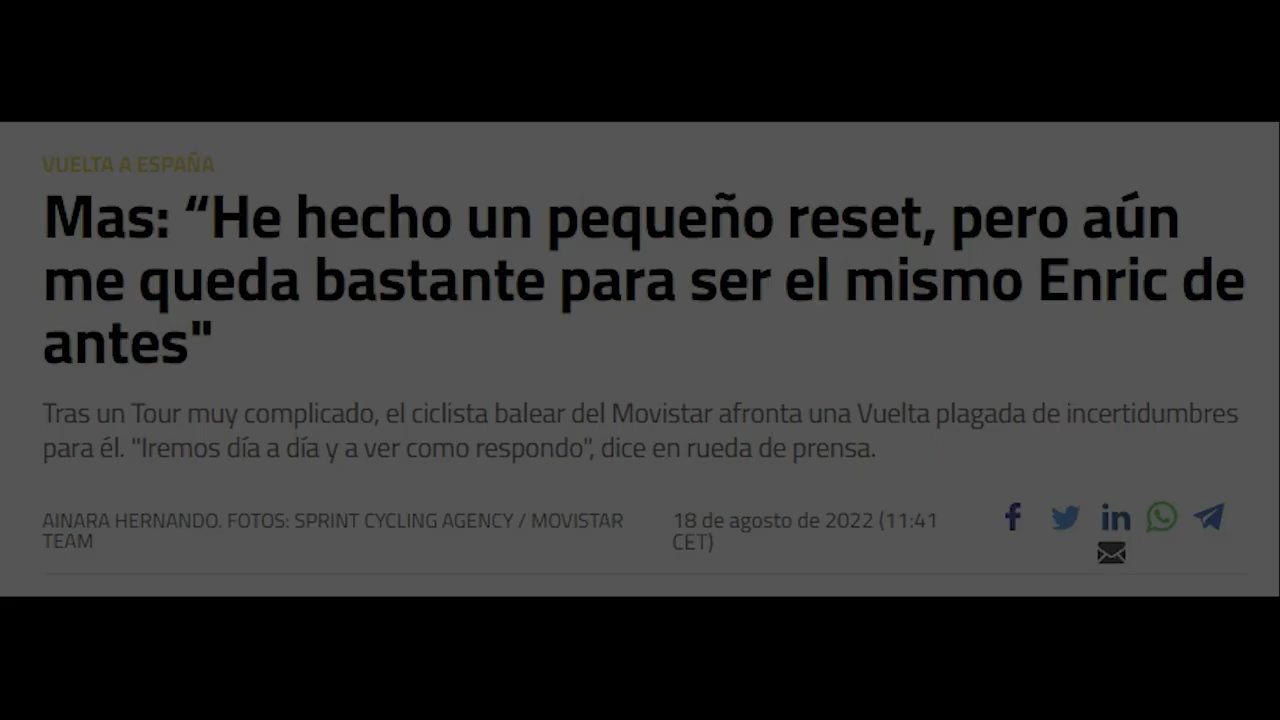 VUELTA A ESPAÑA
Mas: “He hecho un pequeño reset, pero aún
me queda bastante para ser el mismo Enric de
antes"
Tras un Tour muy complicado, el ciclista balear del Movistar afronta una Vuelta plagada de incertidumbres
para él. "Iremos día a día y a ver como respondo", dice en rueda de prensa.
AINARA HERNANDO. FOTOS: SPRINT CYCLING AGENCY / MOVISTAR
TEAM
18 de agosto de 2022 (11:41
CET)